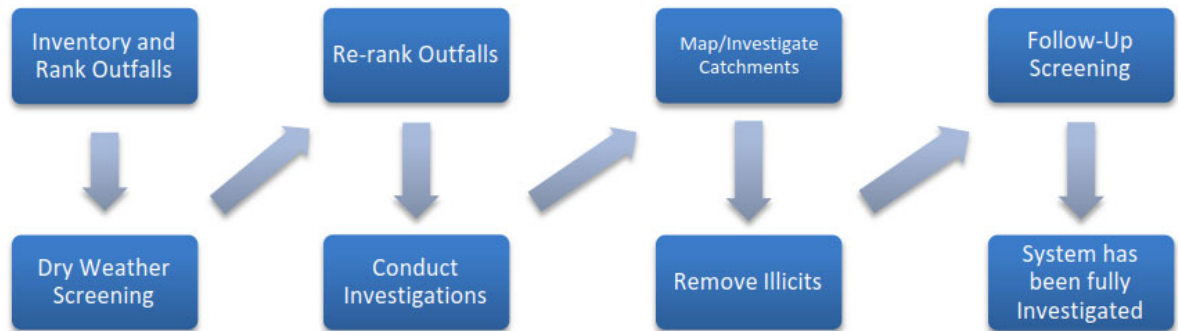 Inventory and
Rank Outfalls
Dry Weather
Screening
Re-rank Outfalls
Conduct
Investigations
Map/Investigate
Catchments
Remove Illicits
Follow-Up
Screening
System has
been fully
Investigated